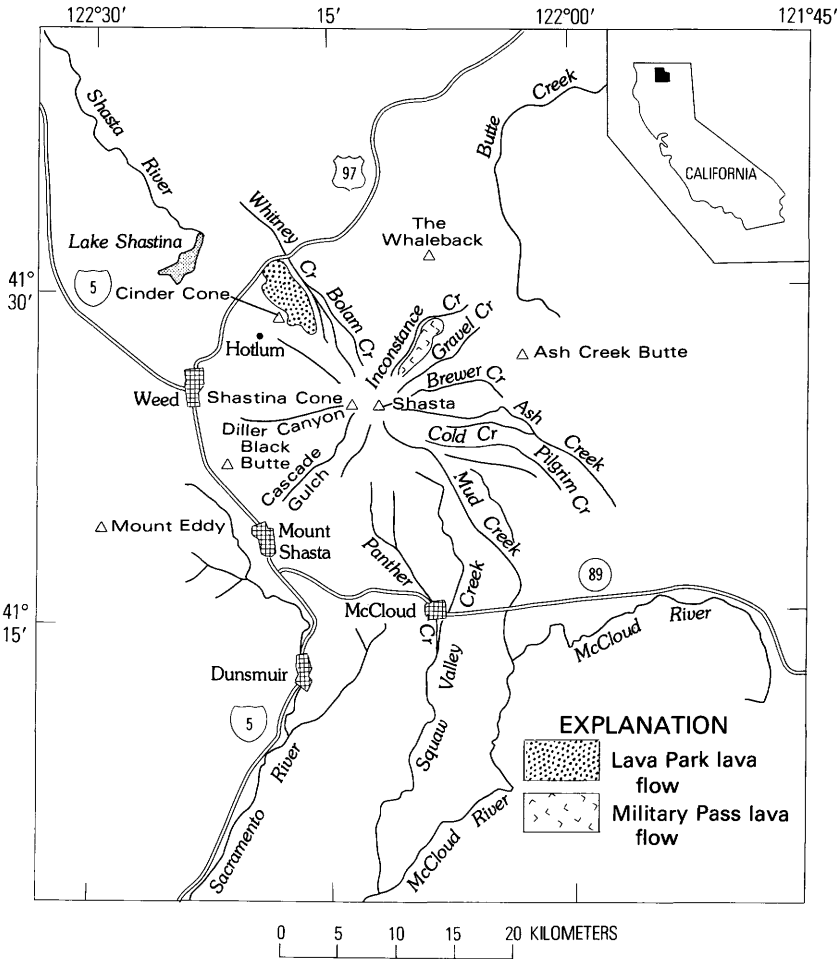 122°30′
15′
122°00′
121°45′
Shasta
River
97
Butte
Creek
CALIFORNIA
Whitney
Cr
The
Whaleback
Lake Shastina
5
41°
30′
Cinder Cone
Bolam Cr
Inconstance Cr
Gravel Cr
Hotlum
Ash Creek Butte
Brewer Cr
Weed
Shastina Cone
Shasta
Ash
Creek
Diller Canyon
Cold Cr
Pilgrim Cr
Black
Butte
Cascade
Gulch
Mud Creek
Mount Eddy
Mount
Shasta
Panther
Cr
89
41°
15′
McCloud
Creek
Valley
Squaw
McCloud
River
Dunsmuir
5
Sacramento
River
McCloud River
EXPLANATION
Lava Park lava
flow
Military Pass lava
flow
0 5 10 15 20 KILOMETERS